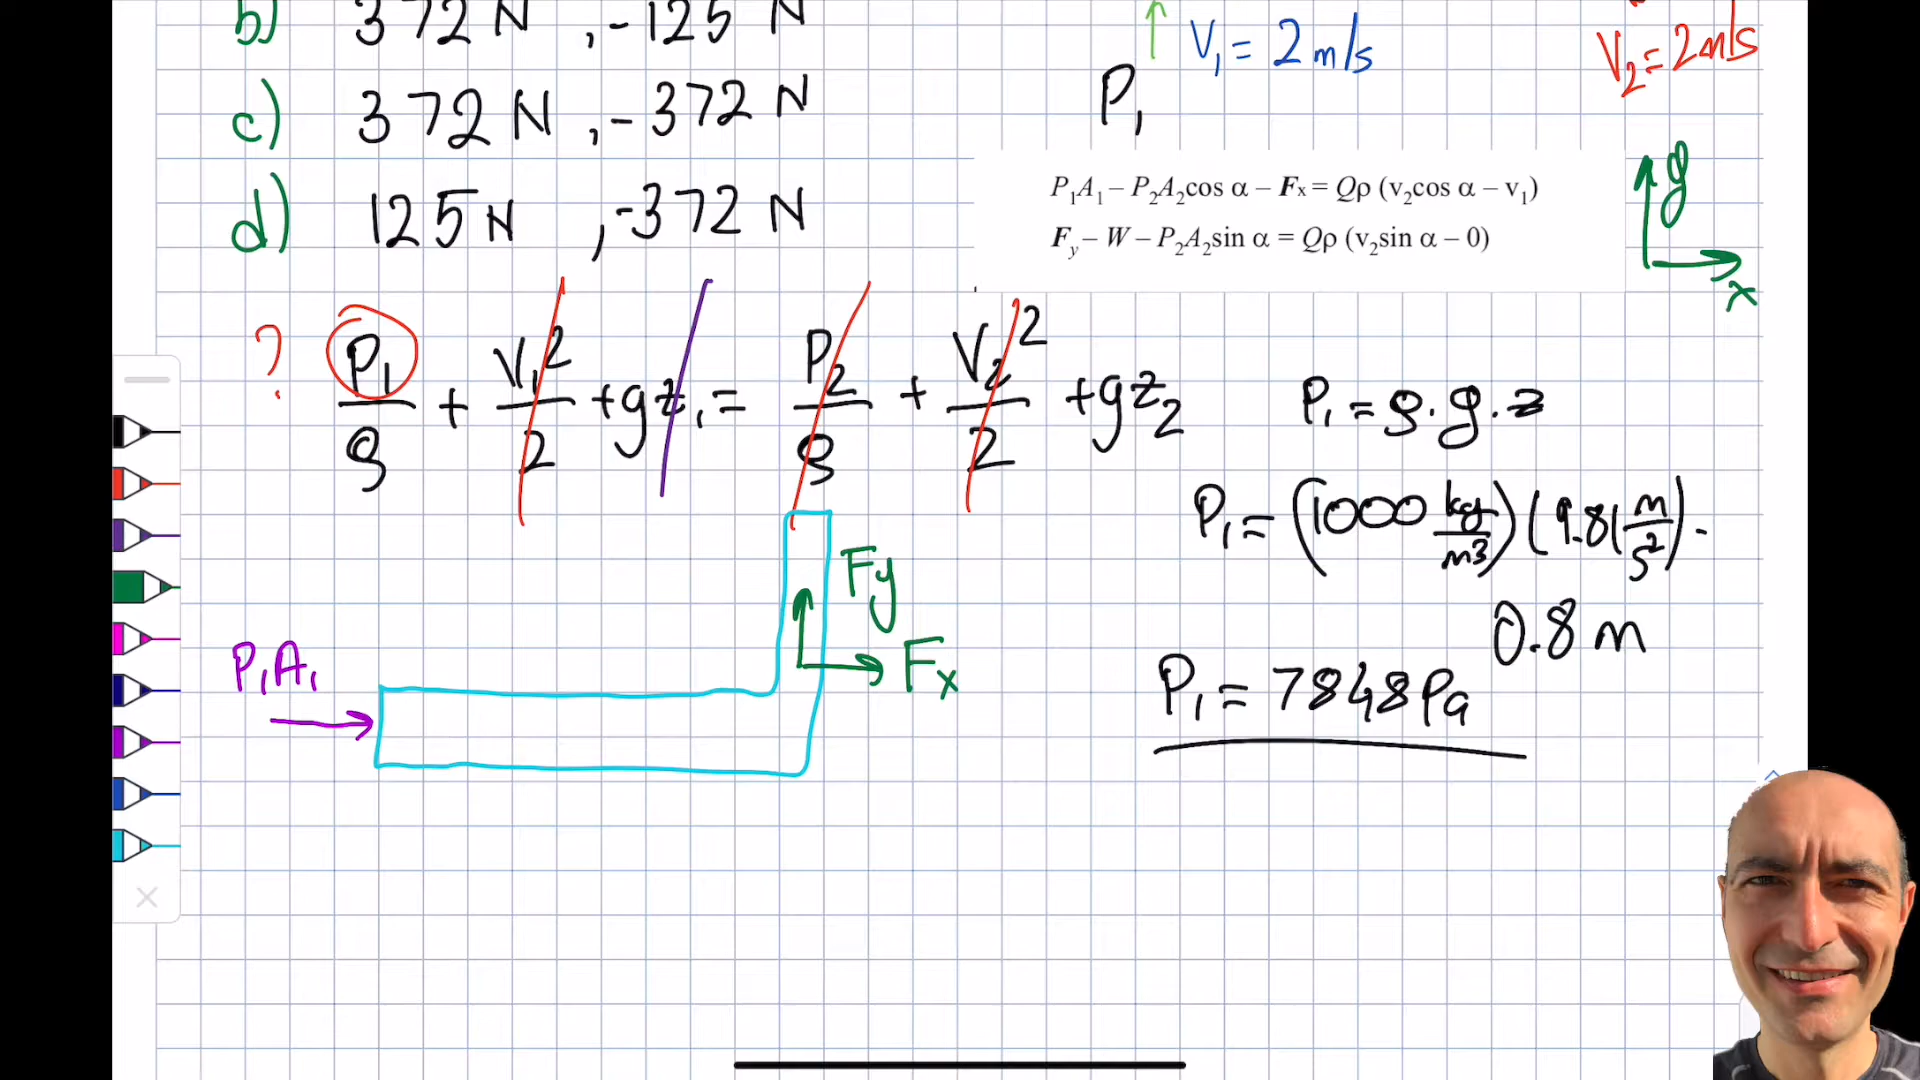 b) 372 N , -125 N
c) 372 N , -372 N
d) 125 N , -372 N
V₁ = 2 m/s
V₂ = 2 m/s
P₁
P₁A₁ – P₂A₂cos α – Fx = Qρ (v₂cos α – v₁)
Fy – W – P₂A₂sin α = Qρ (v₂sin α – 0)
y
x
? P₁/ρ + V₁²/2 + gz₁ = P₂/ρ + V₂²/2 + gz₂
P₁ = ρ · g · z
P₁ = (1000 kg/m³) (9.81 m/s²) ·
0.8 m
P₁ = 7848 Pa
Fy
Fx
P₁A₁